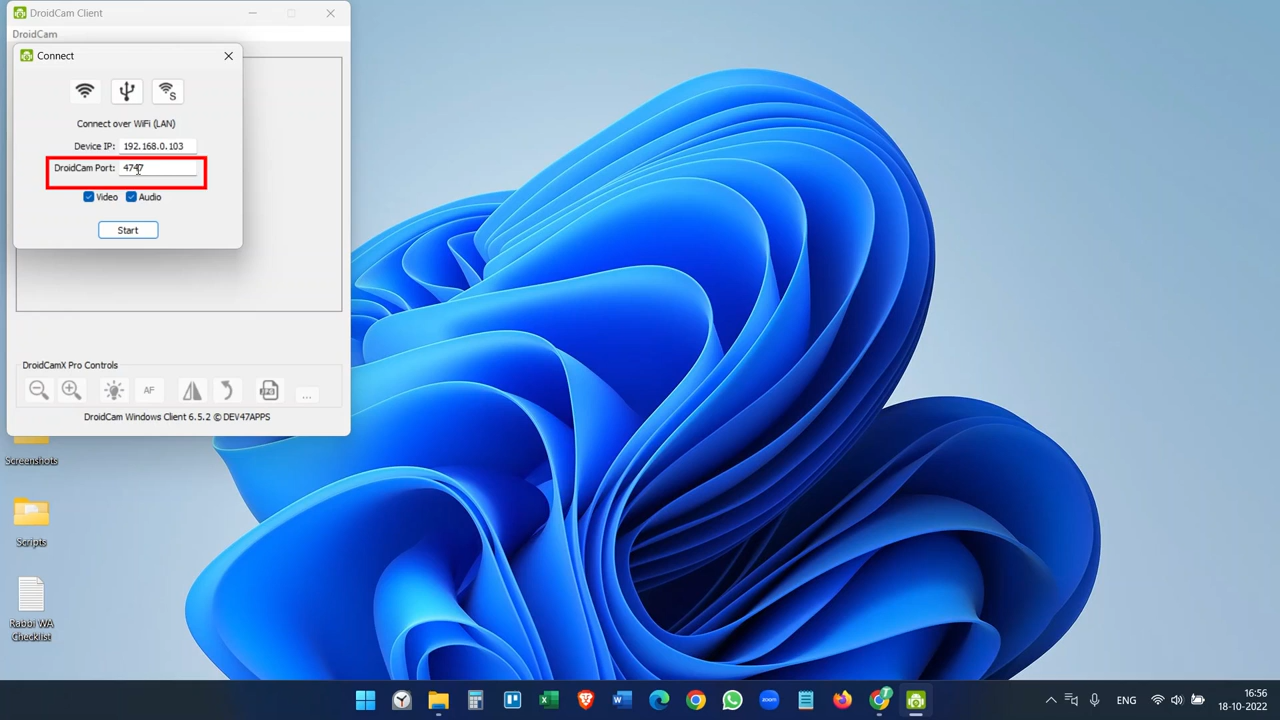 DroidCam Client
DroidCam
Connect
S
Connect over WiFi (LAN)
Device IP: 192.168.0.103
DroidCam Port: 4747
Video Audio
Start
DroidCamX Pro Controls
AF
JPG
...
DroidCam Windows Client 6.5.2 © DEV47APPS
Screenshots
Scripts
Rabbi WA
Checklist
zoom
T
ENG
16:56
18-10-2022